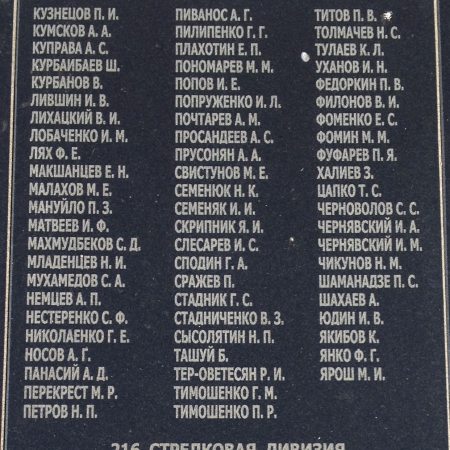 КУЗНЕЦОВ П. И.
КУМСКОВ А. А.
КУПРАВА А. С.
КУРБАИБАЕВ Ш.
КУРБАНОВ В.
ЛИВШИН И. В.
ЛИХАЦКИЙ В. И.
ЛОБАЧЕНКО И. М.
ЛЯХ Ф. Е.
МАКШАНЦЕВ Е. Н.
МАЛАХОВ М. Е.
МАНУЙЛО П. З.
МАТВЕЕВ И. Ф.
МАХМУДБЕКОВ С. Д.
МЛАДЕНЦЕВ Н. И.
МУХАМЕДОВ С. А.
НЕМЦЕВ А. П.
НЕСТЕРЕНКО С. Ф.
НИКОЛАЕНКО Г. Е.
НОСОВ А. Г.
ПАНАСИЙ А. Д.
ПЕРЕКРЕСТ М. Р.
ПЕТРОВ Н. П.
ПИВАНОС А. Г.
ПИЛИПЕНКО Г. Г.
ПЛАХОТИН Е. П.
ПОНОМАРЕВ М. М.
ПОПОВ И. Е.
ПОПРУЖЕНКО И. Л.
ПОЧТАРЕВ А. М.
ПРОСАНДЕЕВ А. С.
ПРУСОНЯН А. А.
СВИСТУНОВ М. Е.
СЕМЕНЮК Н. К.
СЕМЕНЯК И. И.
СКРИПНИК Я. И.
СЛЕСАРЕВ И. С.
СПОДИН Г. А.
СРАЖЕВ П.
СТАДНИК Г. С.
СТАДНИЧЕНКО В. З.
СЫСОЛЯТИН Н. П.
ТАШУЙ Б.
ТЕР-ОВЕТЕСЯН Р. И.
ТИМОШЕНКО Г. М.
ТИМОШЕНКО П. Р.
ТИТОВ П. В.
ТОЛМАЧЕВ Н. С.
ТУЛАЕВ К. Л.
УХАНОВ И. Н.
ФЕДОРКИН П. В.
ФИЛОНОВ В. И.
ФОМЕНКО Е. С.
ФОМИН М. М.
ФУФАРЕВ П. Я.
ХАЛИЕВ З.
ЦАПКО Т. С.
ЧЕРНОВОЛОВ С. С.
ЧЕРНЯВСКИЙ И. А.
ЧЕРНЯВСКИЙ И. М.
ЧИКУНОВ Н. М.
ШАМАНАДЗЕ П. С.
ШАХАЕВ А.
ЮДИН И. В.
ЯКИБОВ К.
ЯНКО Ф. Г.
ЯРОШ М. И.
216 СТРЕЛКОВАЯ ДИВИЗИЯ